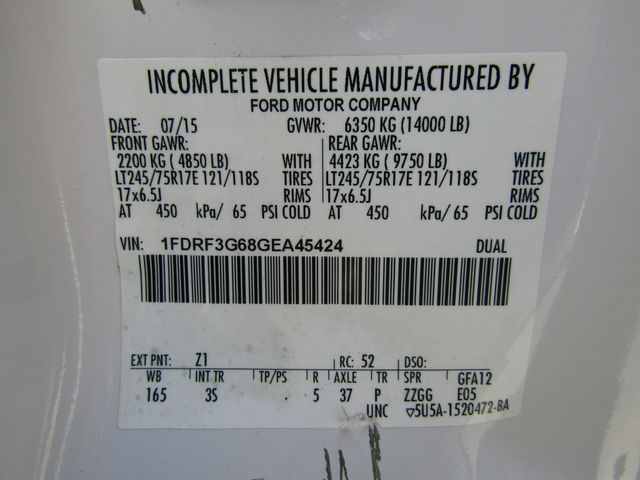 INCOMPLETE VEHICLE MANUFACTURED BY
FORD MOTOR COMPANY
DATE: 07/15 GVWR: 6350 KG (14000 LB)
FRONT GAWR: REAR GAWR:
2200 KG ( 4850 LB) WITH 4423 KG ( 9750 LB) WITH
LT245/75R17E 121/118S TIRES LT245/75R17E 121/118S TIRES
17x6.5J RIMS 17x6.5J RIMS
AT 450 kPa/ 65 PSI COLD AT 450 kPa/ 65 PSI COLD
VIN: 1FDRF3G68GEA45424 DUAL
EXT PNT: Z1 RC: 52 DSO:
WB INT TR TP/PS R AXLE TR SPR GFA12
165 3S 5 37 P ZZGG E05
UNC ▽5U5A-1520472-BA